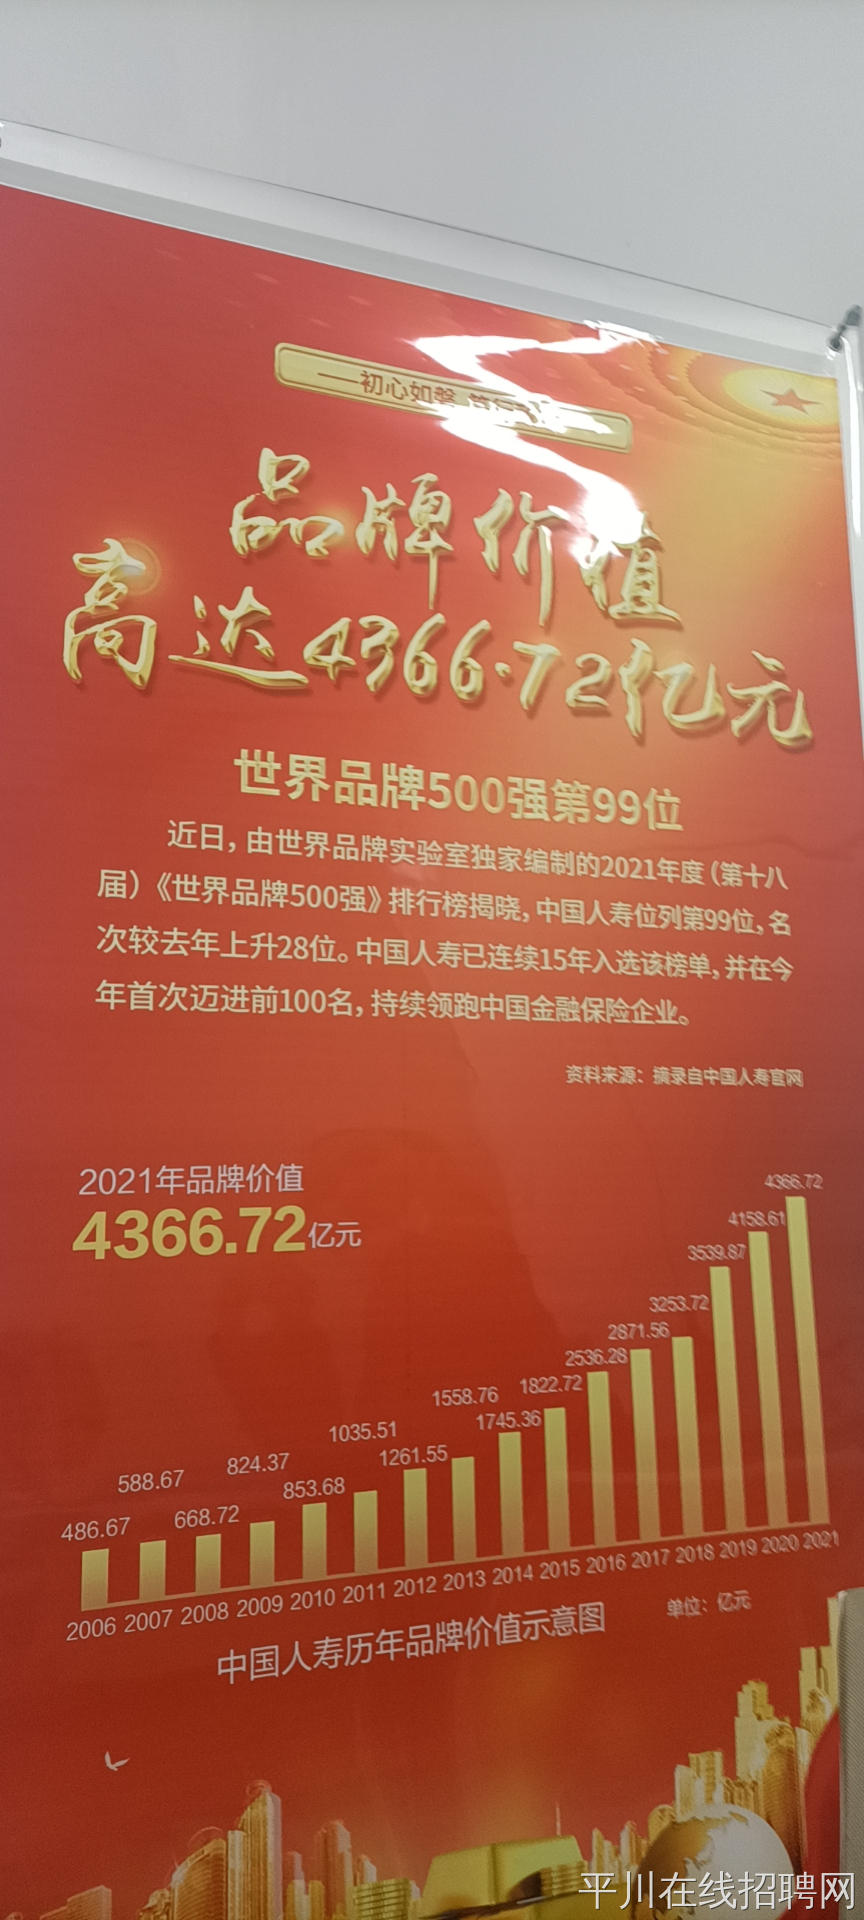 ——初心如磐
品牌价值
高达4366.72亿元
世界品牌500强第99位
近日，由世界品牌实验室独家编制的2021年度（第十八
届）《世界品牌500强》排行榜揭晓，中国人寿位列第99位，名
次较去年上升28位。中国人寿已连续15年入选该榜单，并在今
年首次迈进前100名，持续领跑中国金融保险企业。
资料来源：摘录自中国人寿官网
2021年品牌价值
4366.72亿元
486.67 588.67 668.72 824.37 853.68 1035.51 1261.55 1558.76 1745.36 1822.72 2536.28 2871.56 3253.72 3539.87 4158.61 4366.72
2006 2007 2008 2009 2010 2011 2012 2013 2014 2015 2016 2017 2018 2019 2020 2021
中国人寿历年品牌价值示意图
单位：亿元
平川在线招聘网